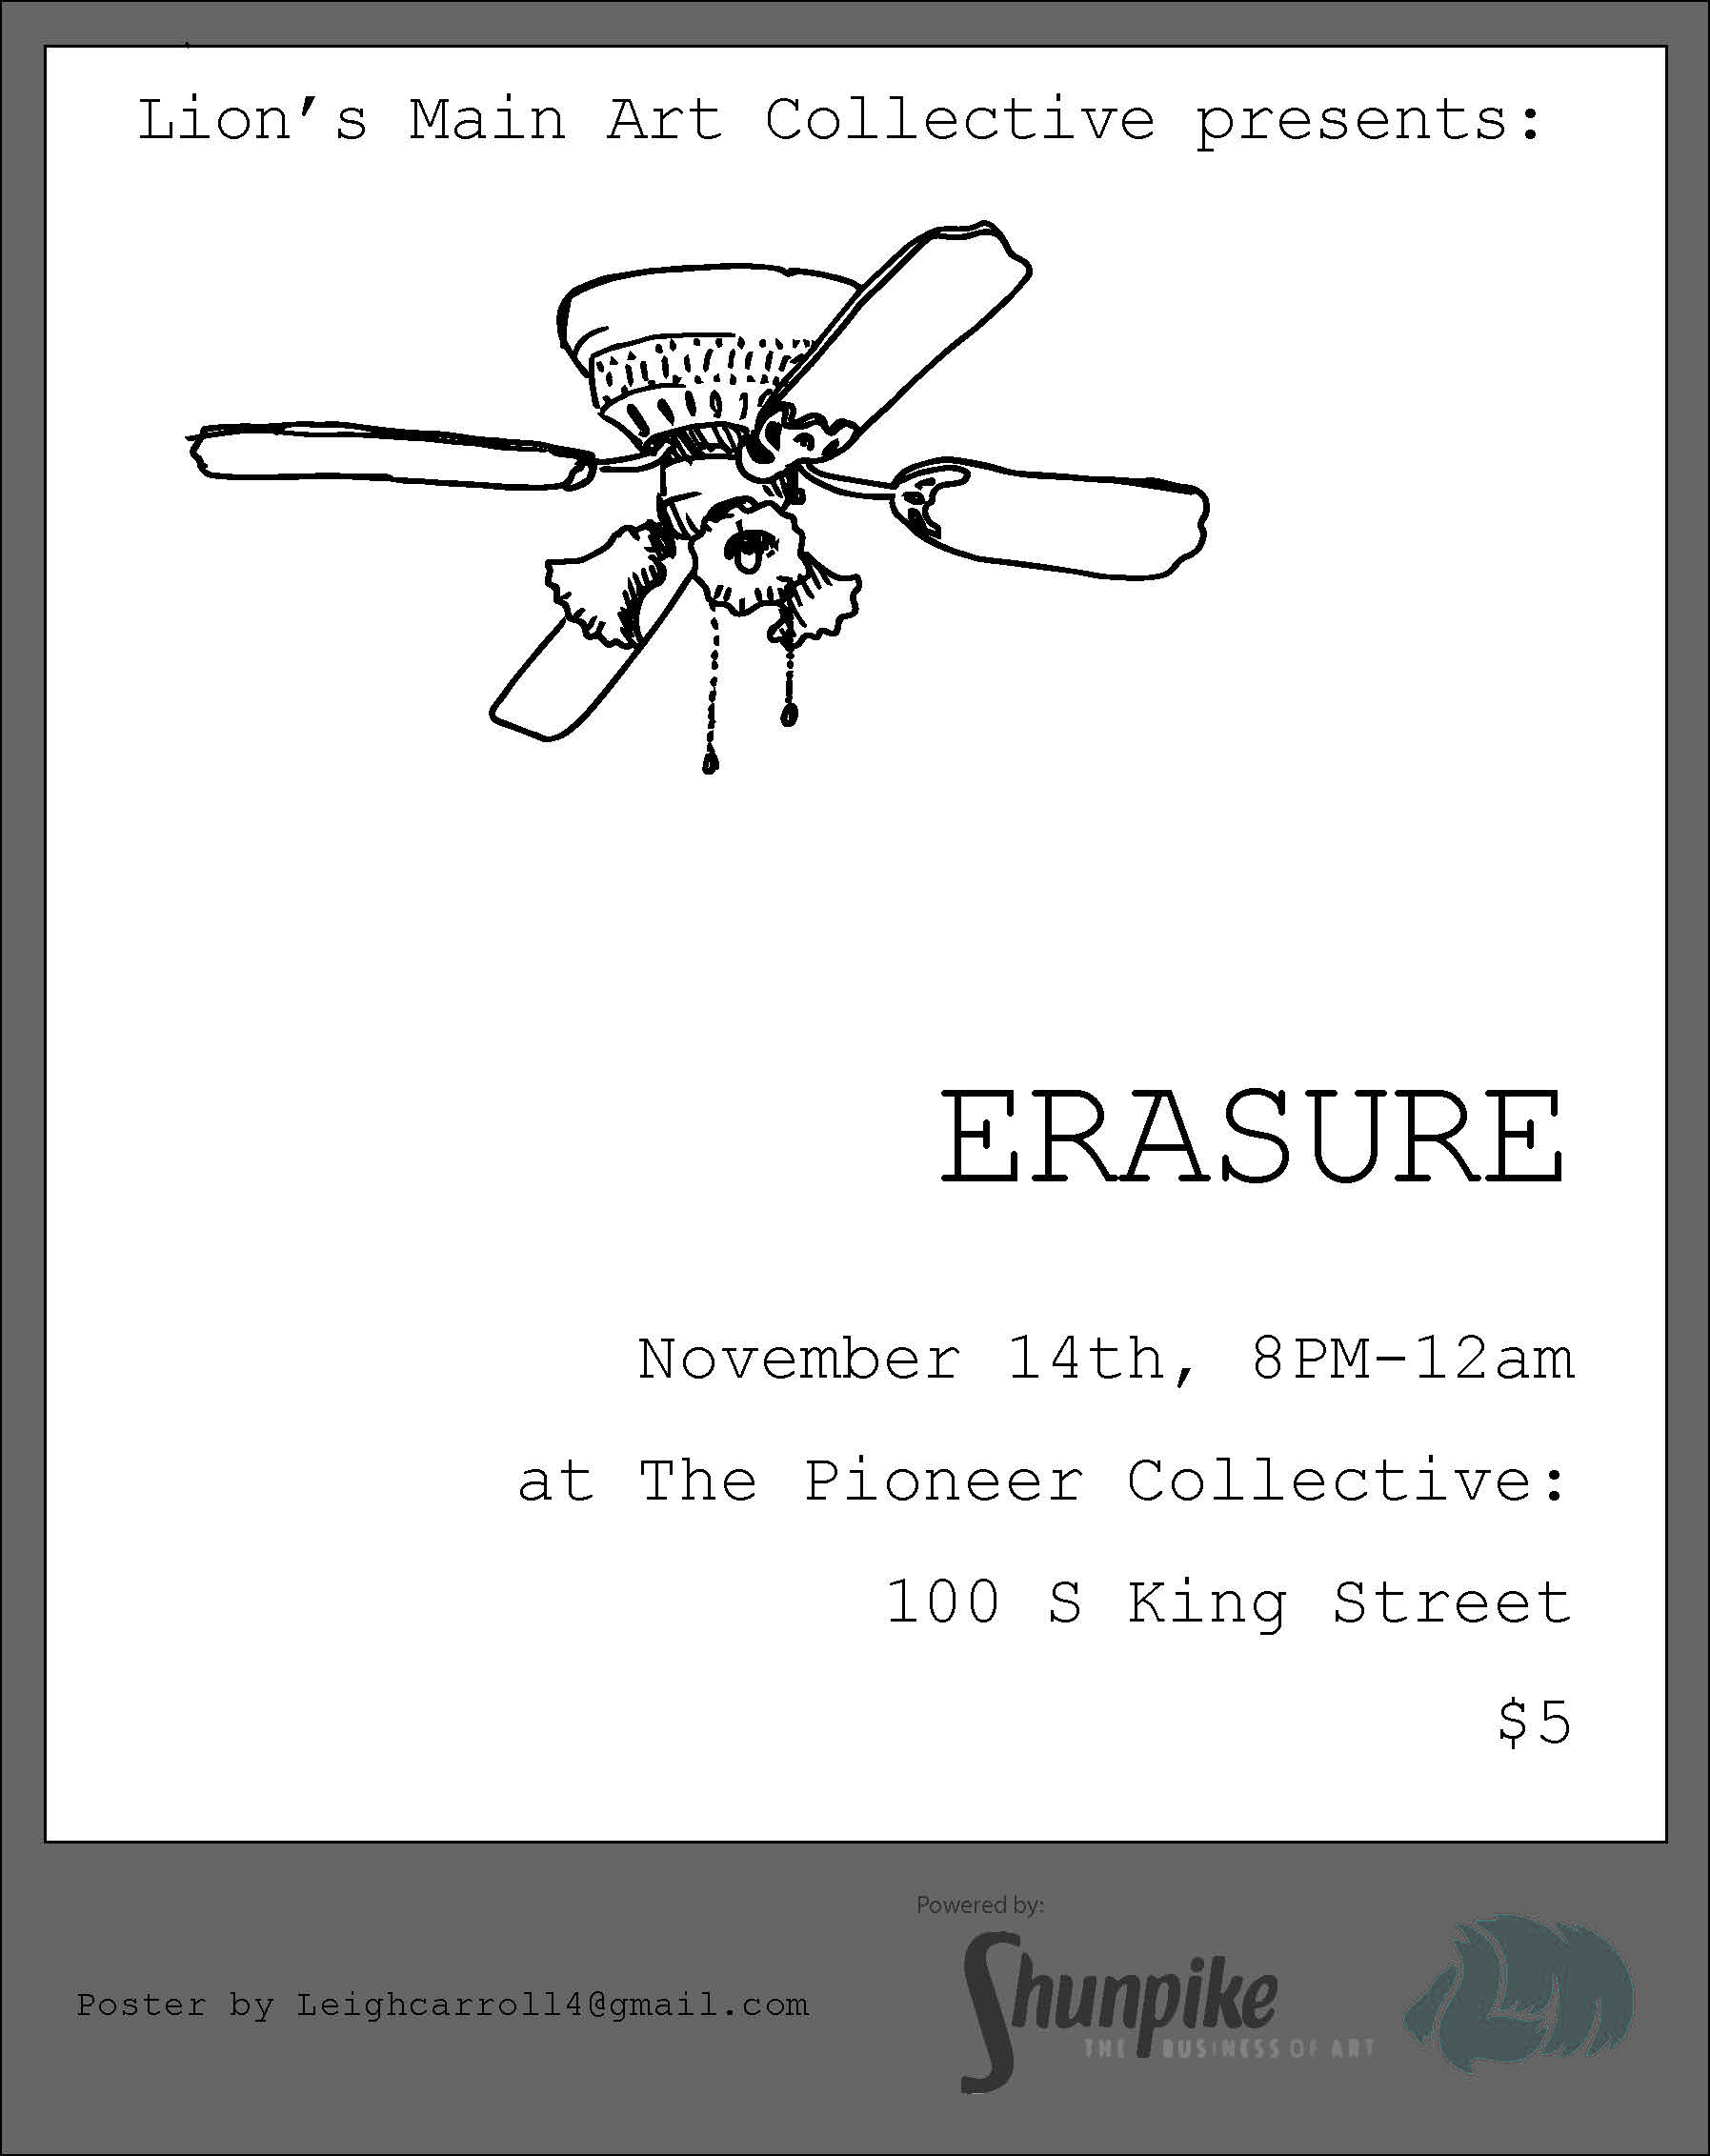 Lion's Main Art Collective presents:
ERASURE
November 14th, 8PM-12am
at The Pioneer Collective:
100 S King Street
$5
Powered by:
Shunpike
THE BUSINESS OF ART
Poster by Leighcarroll4@gmail.com